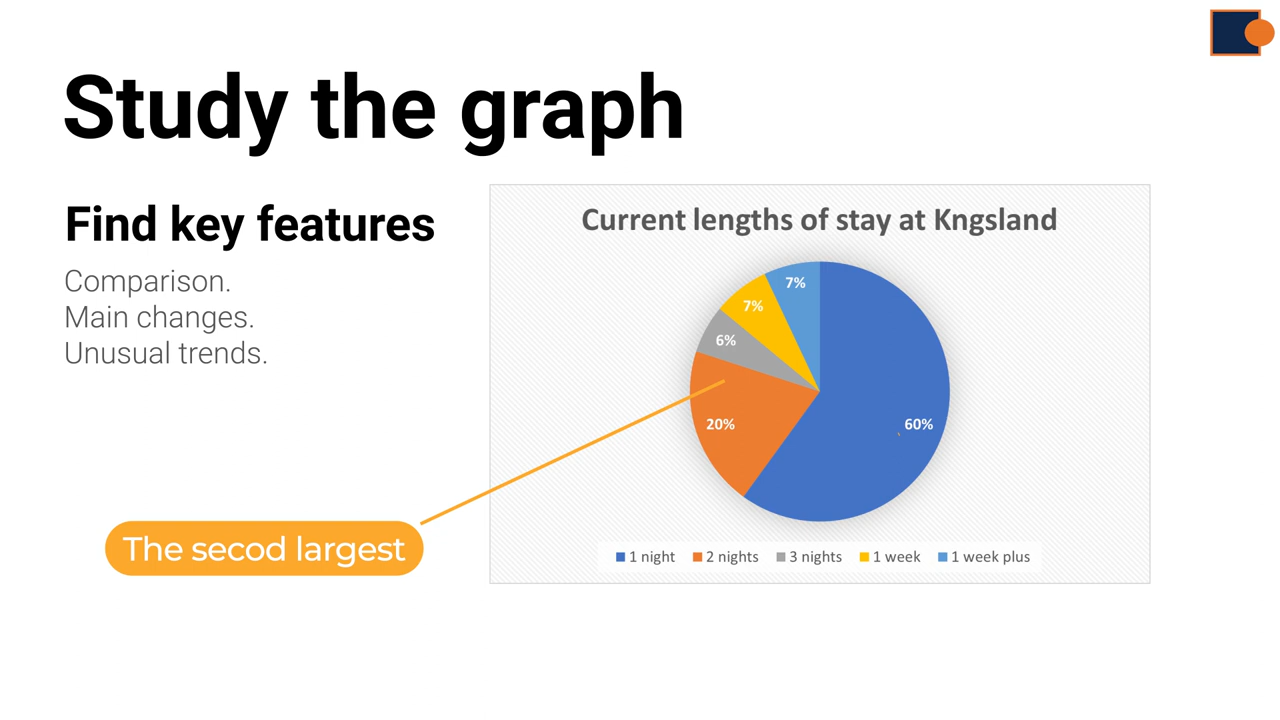 Study the graph
Find key features
Comparison.
Main changes.
Unusual trends.
The secod largest
Current lengths of stay at Kngsland
7%
7%
6%
20%
60%
1 night 2 nights 3 nights 1 week 1 week plus